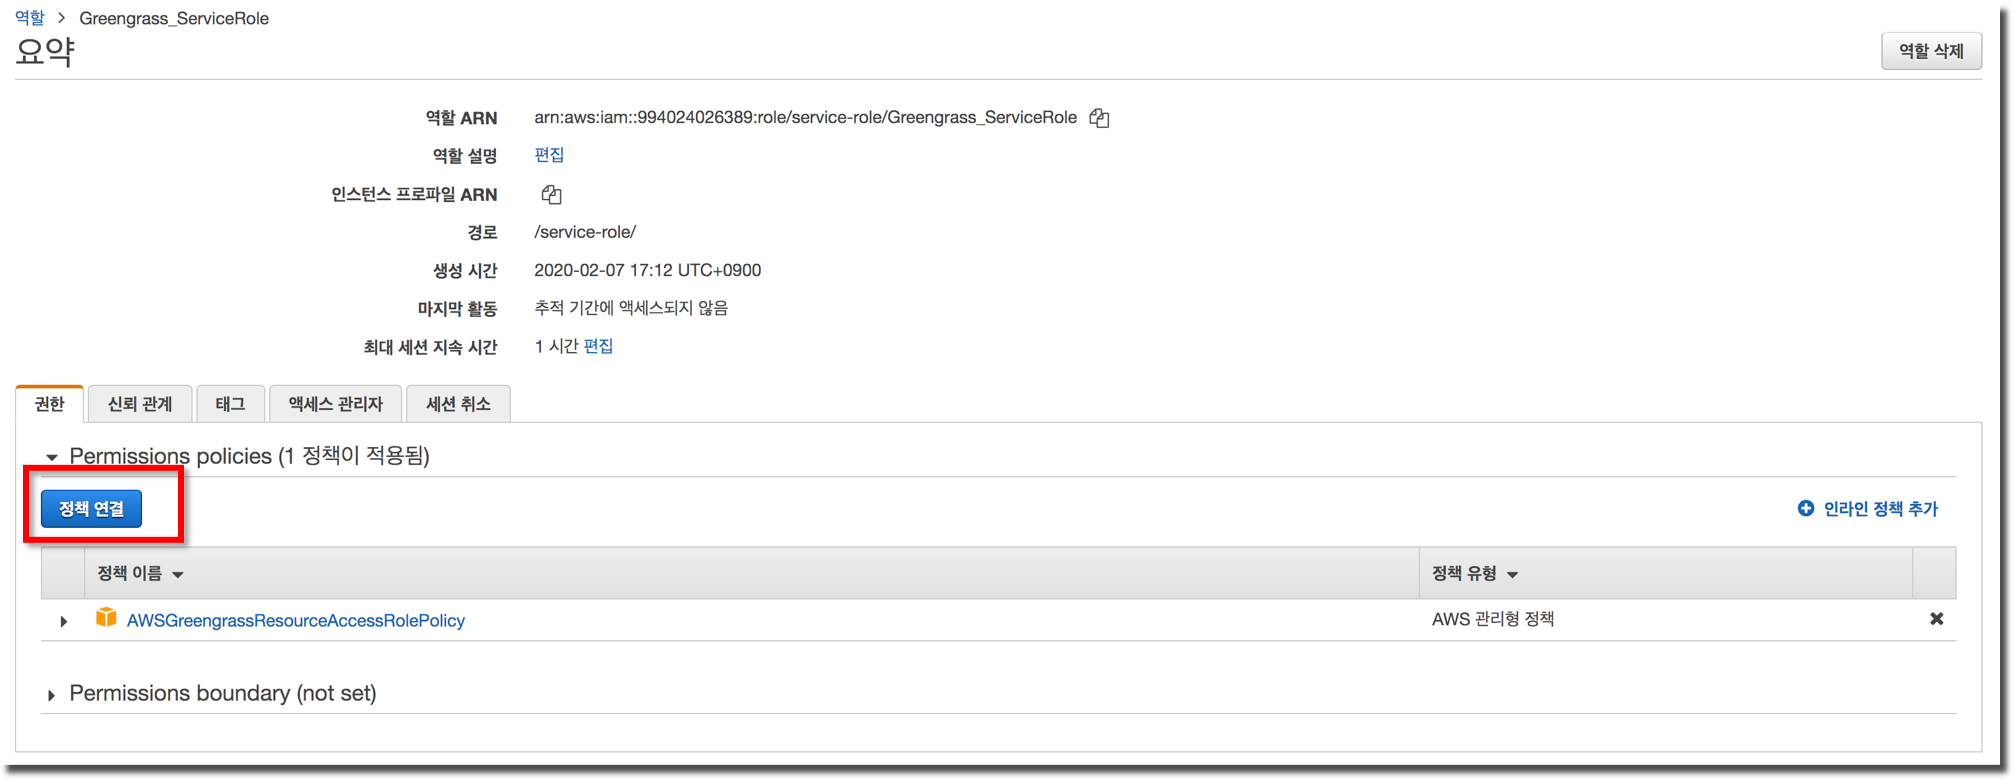 역할 > Greengrass_ServiceRole
요약
역할 삭제
역할 ARN arn:aws:iam::994024026389:role/service-role/Greengrass_ServiceRole
역할 설명 편집
인스턴스 프로파일 ARN
경로 /service-role/
생성 시간 2020-02-07 17:12 UTC+0900
마지막 활동 추적 기간에 액세스되지 않음
최대 세션 지속 시간 1 시간 편집
권한 신뢰 관계 태그 액세스 관리자 세션 취소
Permissions policies (1 정책이 적용됨)
정책 연결 인라인 정책 추가
정책 이름 정책 유형
AWSGreengrassResourceAccessRolePolicy AWS 관리형 정책
Permissions boundary (not set)